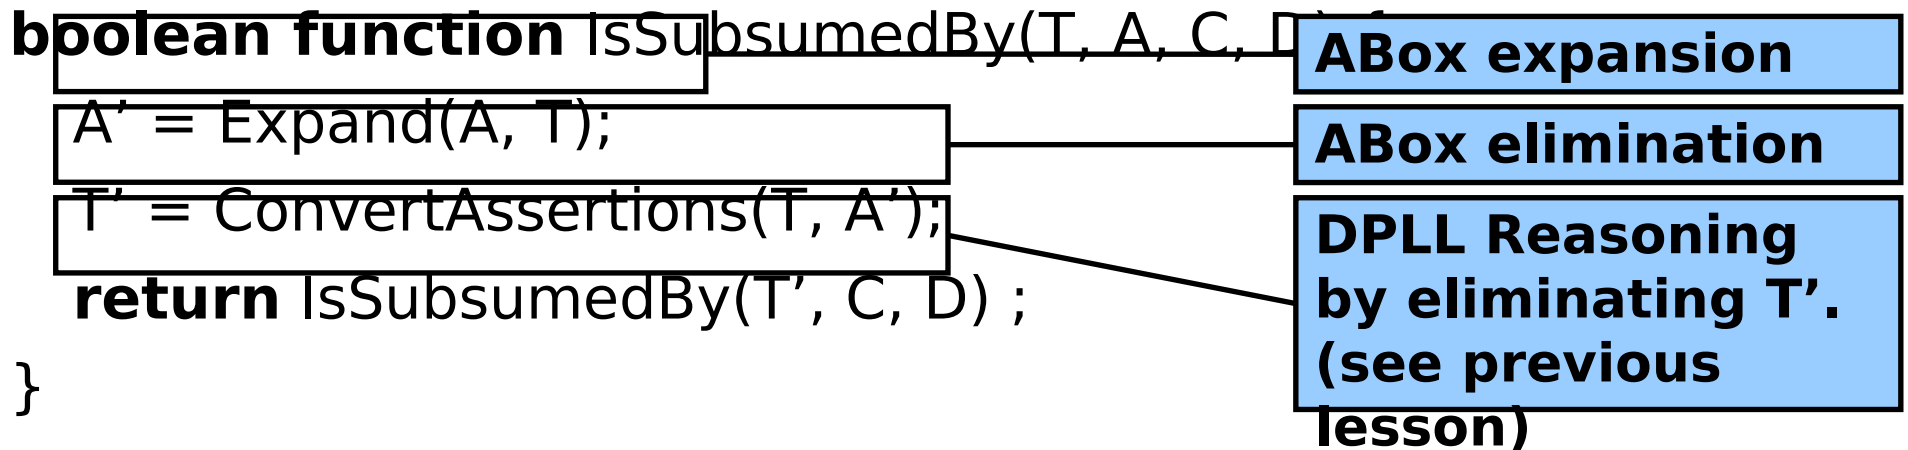 boolean function IsSubsumedBy(T, A, C, D) {
A’ = Expand(A, T);
T’ = ConvertAssertions(T, A’);
return IsSubsumedBy(T’, C, D) ;
}
ABox expansion
ABox elimination
DPLL Reasoning
by eliminating T’.
(see previous
lesson)